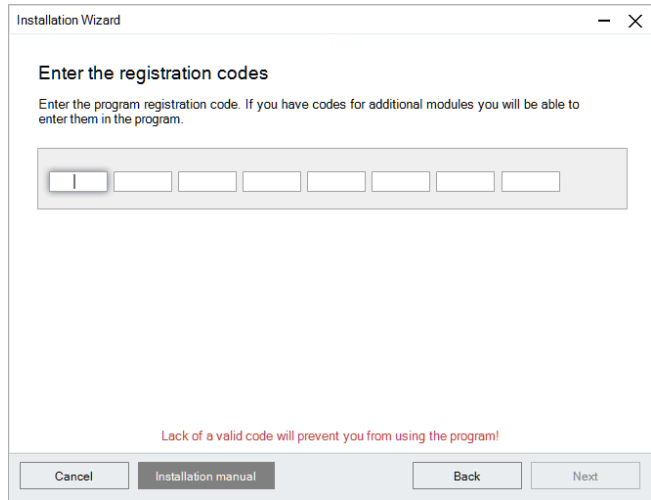 Installation Wizard
Enter the registration codes
Enter the program registration code. If you have codes for additional modules you will be able to
enter them in the program.
Lack of a valid code will prevent you from using the program!
Cancel
Installation manual
Back
Next